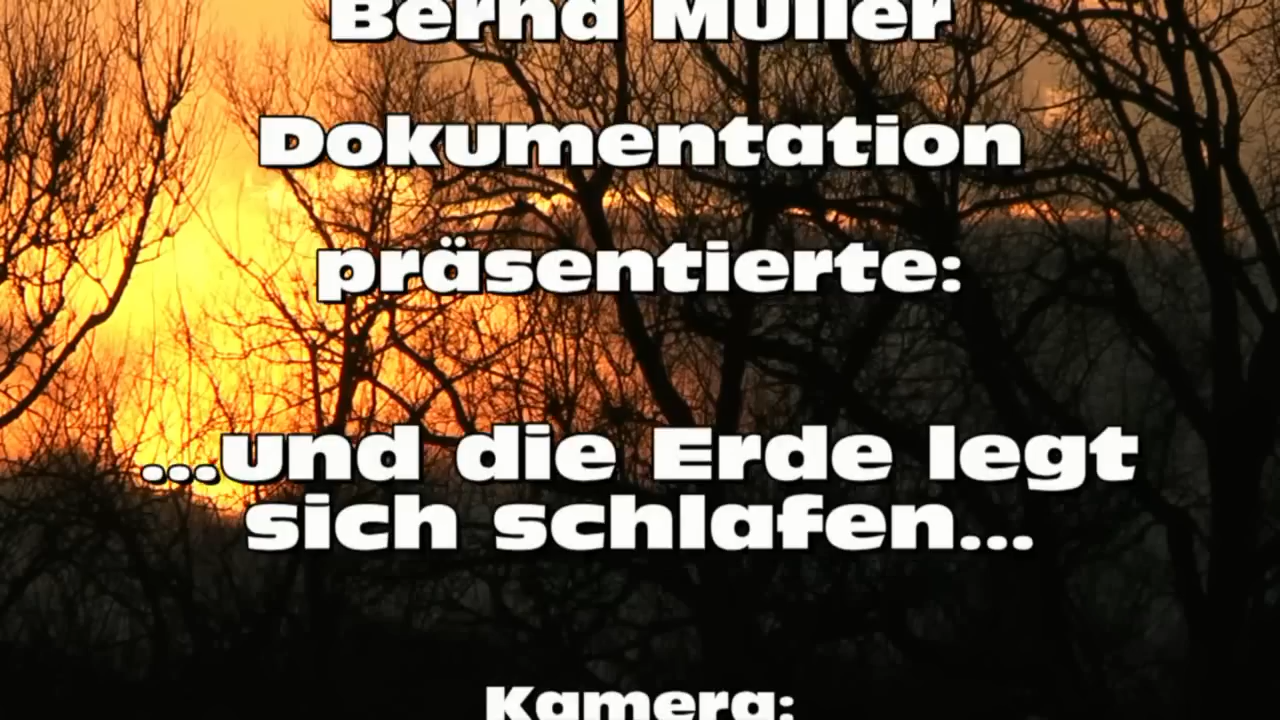 Bernd Müller
Dokumentation
präsentierte:
...und die Erde legt
sich schlafen...
Kamera: